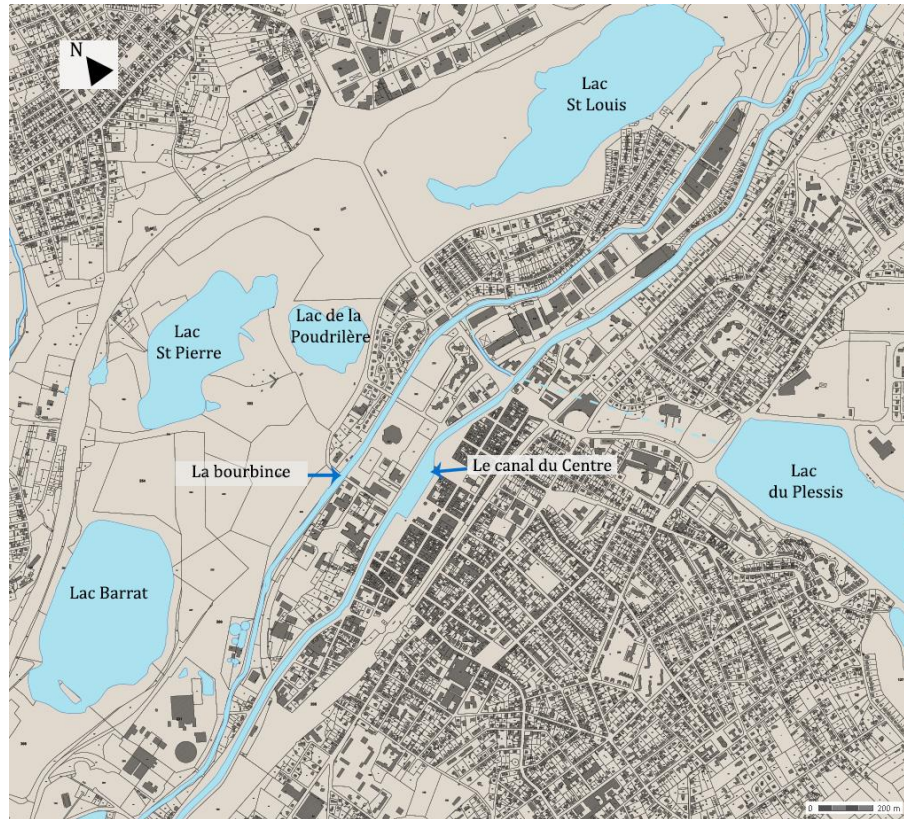 N
Lac
St Louis
Lac de la
Poudrilère
Lac
St Pierre
La bourbince
Le canal du Centre
Lac
du Plessis
Lac Barrat
0 200 m